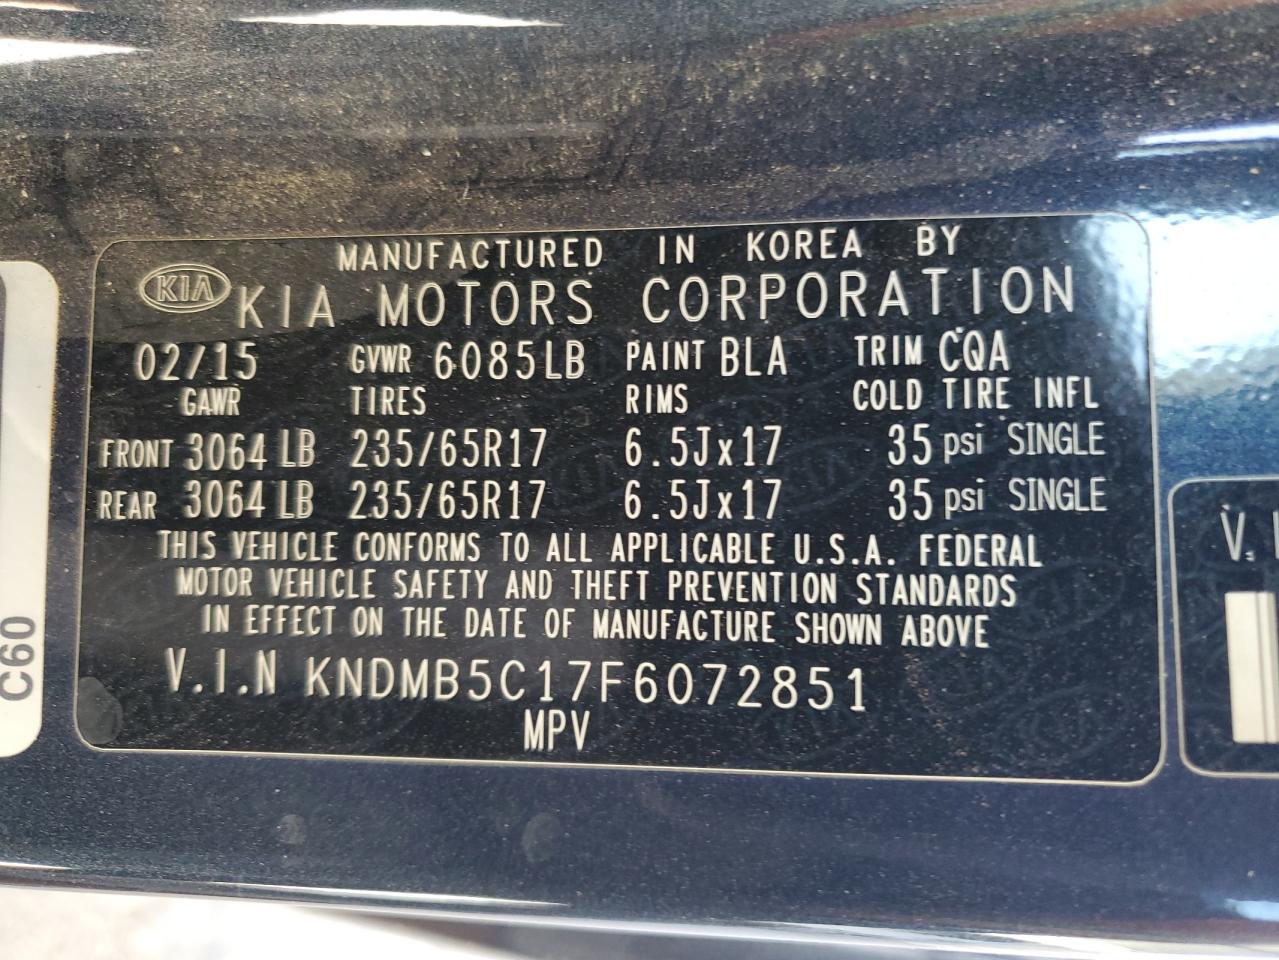 MANUFACTURED IN KOREA BY
KIA KIA MOTORS CORPORATION
02/15 GVWR 6085LB PAINT BLA TRIM CQA
GAWR TIRES RIMS COLD TIRE INFL
FRONT 3064 LB 235/65R17 6.5Jx17 35 psi SINGLE
REAR 3064 LB 235/65R17 6.5Jx17 35 psi SINGLE
THIS VEHICLE CONFORMS TO ALL APPLICABLE U.S.A. FEDERAL
MOTOR VEHICLE SAFETY AND THEFT PREVENTION STANDARDS
IN EFFECT ON THE DATE OF MANUFACTURE SHOWN ABOVE
V.I.N KNDMB5C17F6072851
MPV
C60